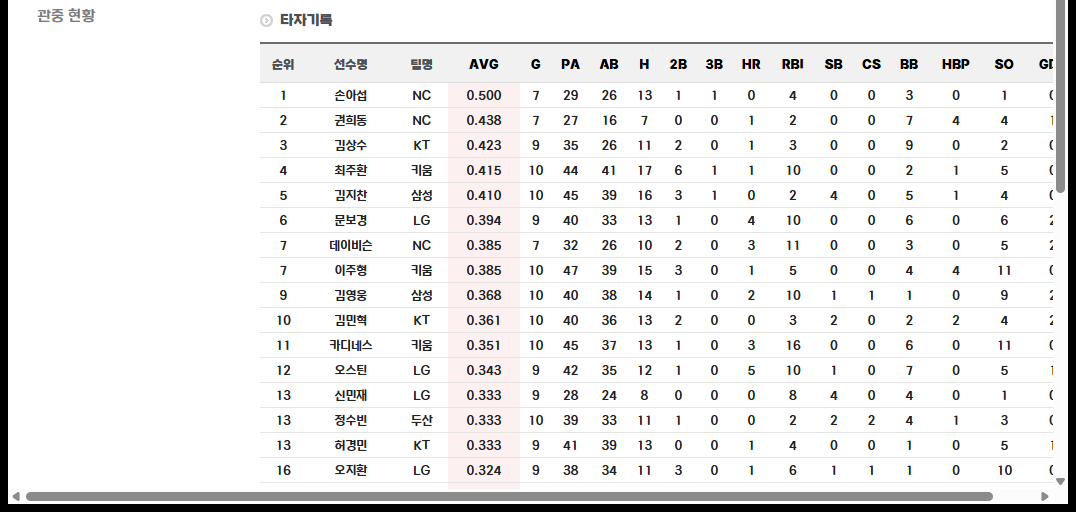 관중 현황
타자기록
순위 선수명 팀명 AVG G PA AB H 2B 3B HR RBI SB CS BB HBP SO
1 손아섭 NC 0.500 7 29 26 13 1 1 0 4 0 0 3 0 1
2 권희동 NC 0.438 7 27 16 7 0 0 1 2 0 0 7 4 4
3 김상수 KT 0.423 9 35 26 11 2 0 1 3 0 0 9 0 2
4 최주환 키움 0.415 10 44 41 17 6 1 1 10 0 0 2 1 5
5 김지찬 삼성 0.410 10 45 39 16 3 1 0 2 4 0 5 1 4
6 문보경 LG 0.394 9 40 33 13 1 0 4 10 0 0 6 0 6
7 데이비슨 NC 0.385 7 32 26 10 2 0 3 11 0 0 3 0 5
7 이주형 키움 0.385 10 47 39 15 3 0 1 5 0 0 4 4 11
9 김영웅 삼성 0.368 10 40 38 14 1 0 2 10 1 1 1 0 9
10 김민혁 KT 0.361 10 40 36 13 2 0 0 3 2 0 2 2 4
11 카디네스 키움 0.351 10 45 37 13 1 0 3 16 0 0 6 0 11
12 오스틴 LG 0.343 9 42 35 12 1 0 5 10 1 0 7 0 5
13 신민재 LG 0.333 9 28 24 8 0 0 0 8 4 0 4 0 1
13 정수빈 두산 0.333 10 39 33 11 1 0 0 2 2 2 4 1 3
13 허경민 KT 0.333 9 41 39 13 0 0 1 4 0 0 1 0 5
16 오지환 LG 0.324 9 38 34 11 3 0 1 6 1 1 1 0 10